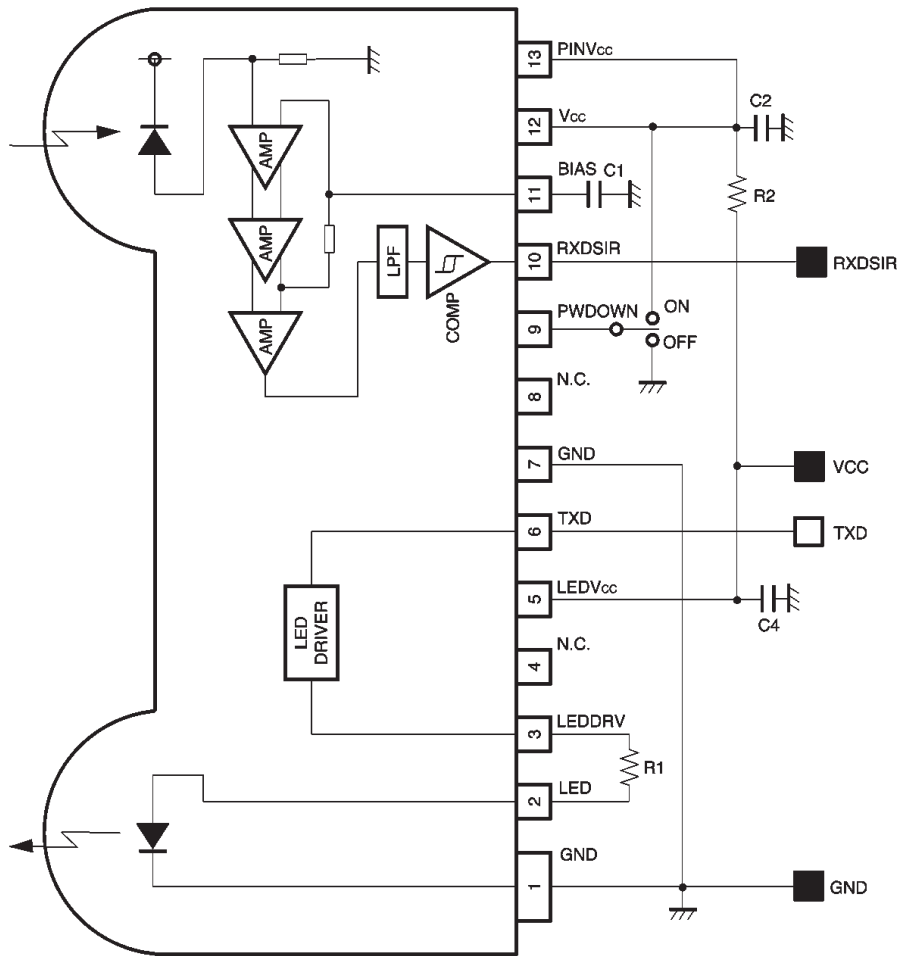 13 PINVcc
C2
12 Vcc
AMP
11 BIAS C1
R2
AMP
LPF
COMP
10 RXDSIR
RXDSIR
AMP
9 PWDOWN
ON
OFF
8 N.C.
7 GND
VCC
6 TXD
TXD
5 LEDVcc
C4
LED
DRIVER
4 N.C.
3 LEDDRV
R1
2 LED
1 GND
GND